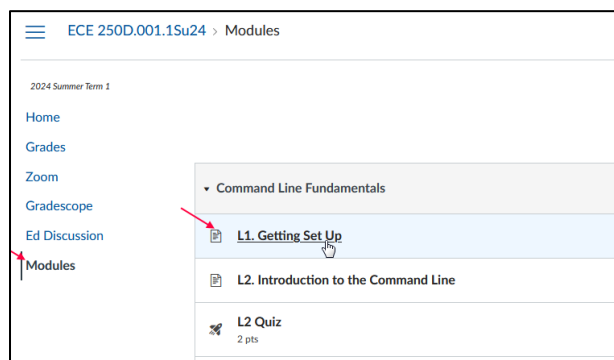 ECE 250D.001.1Su24 > Modules
2024 Summer Term 1
Home
Grades
Zoom
Gradescope
Ed Discussion
Modules
Command Line Fundamentals
L1. Getting Set Up
L2. Introduction to the Command Line
L2 Quiz
2 pts